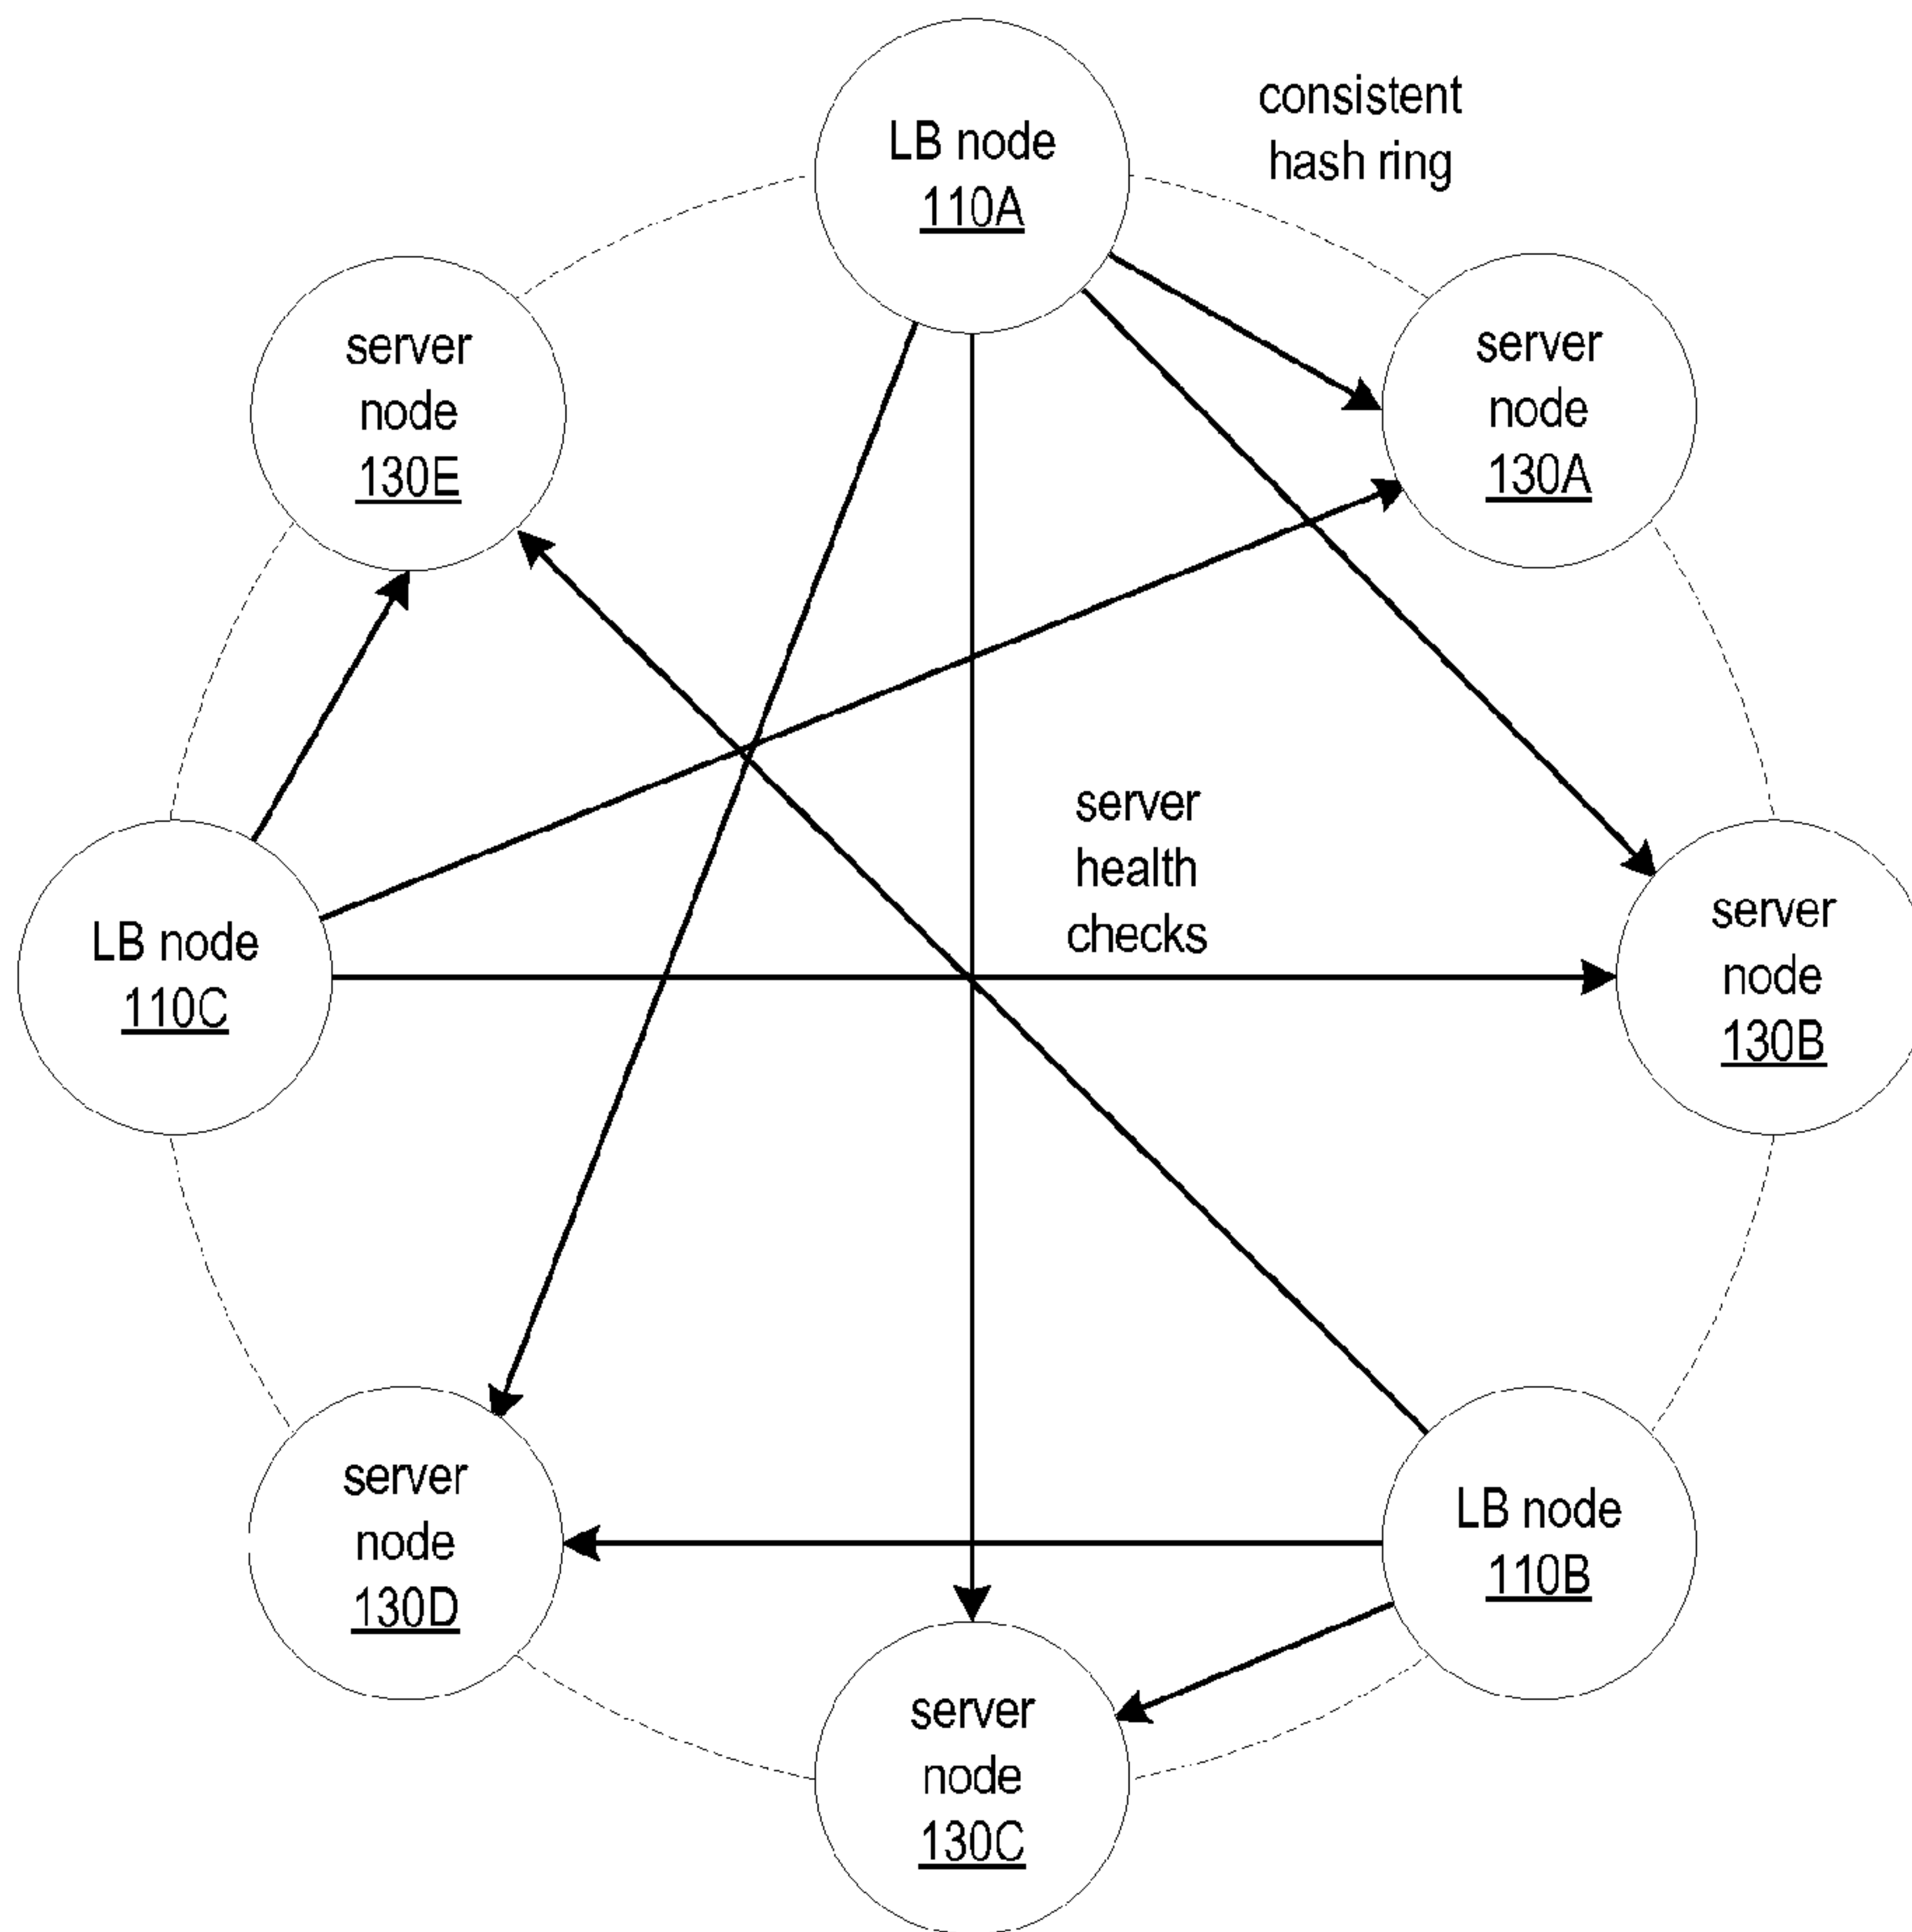 LB node
110A
consistent
hash ring
server
node
130E
server
node
130A
server
health
checks
LB node
110C
server
node
130B
server
node
130D
LB node
110B
server
node
130C